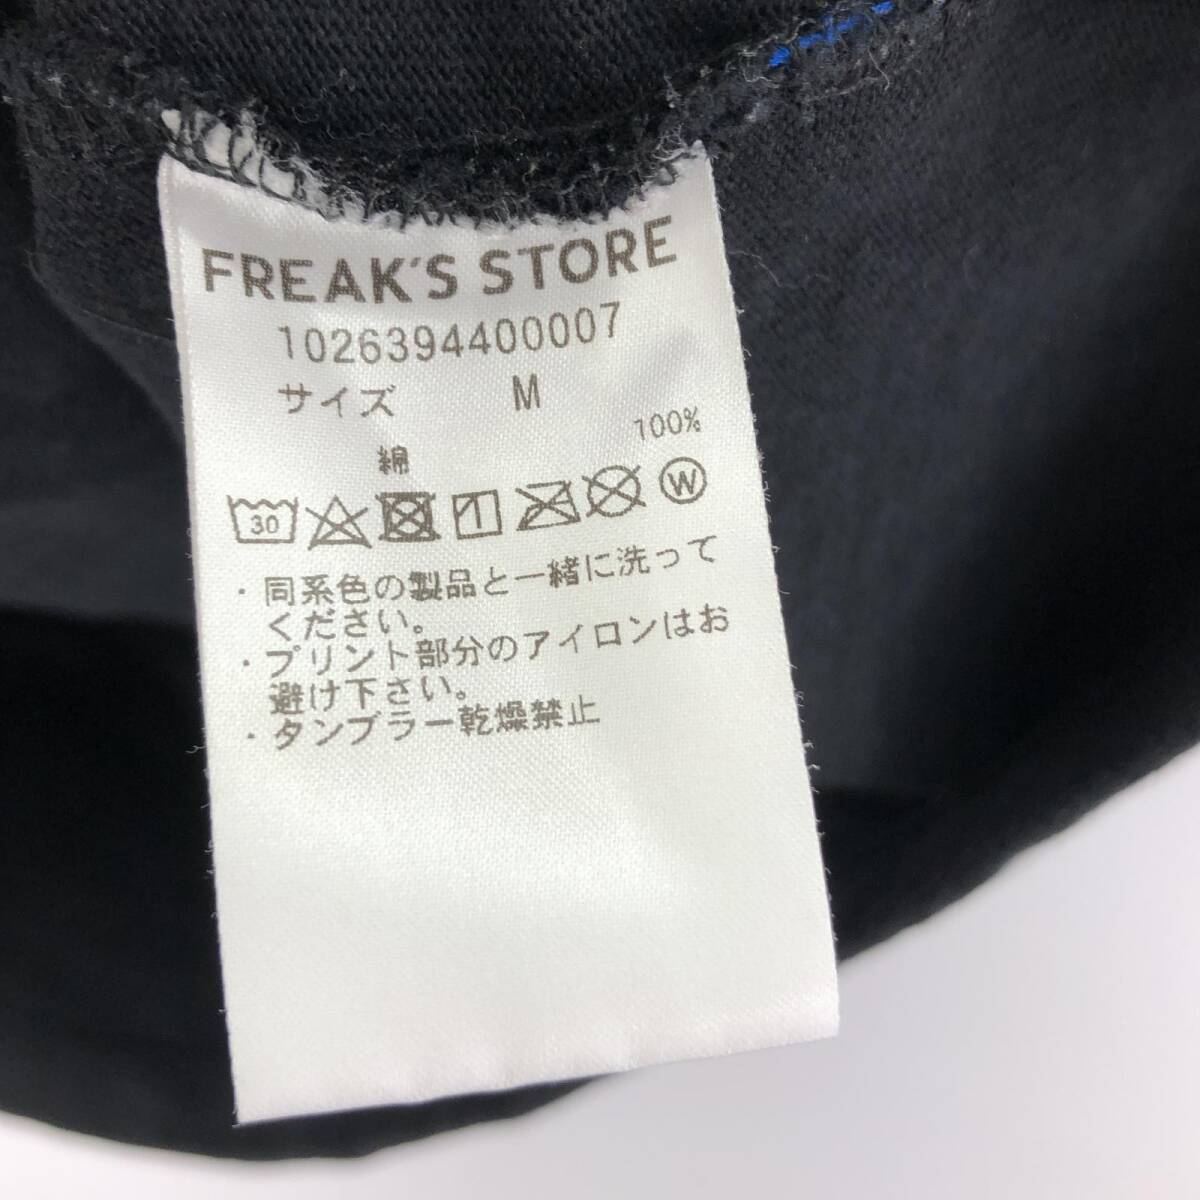 FREAK'S STORE
1026394400007
サイズ M
綿 100%
30 W
・同系色の製品と一緒に洗って
ください。
・プリント部分のアイロンはお
避け下さい。
・タンブラー乾燥禁止